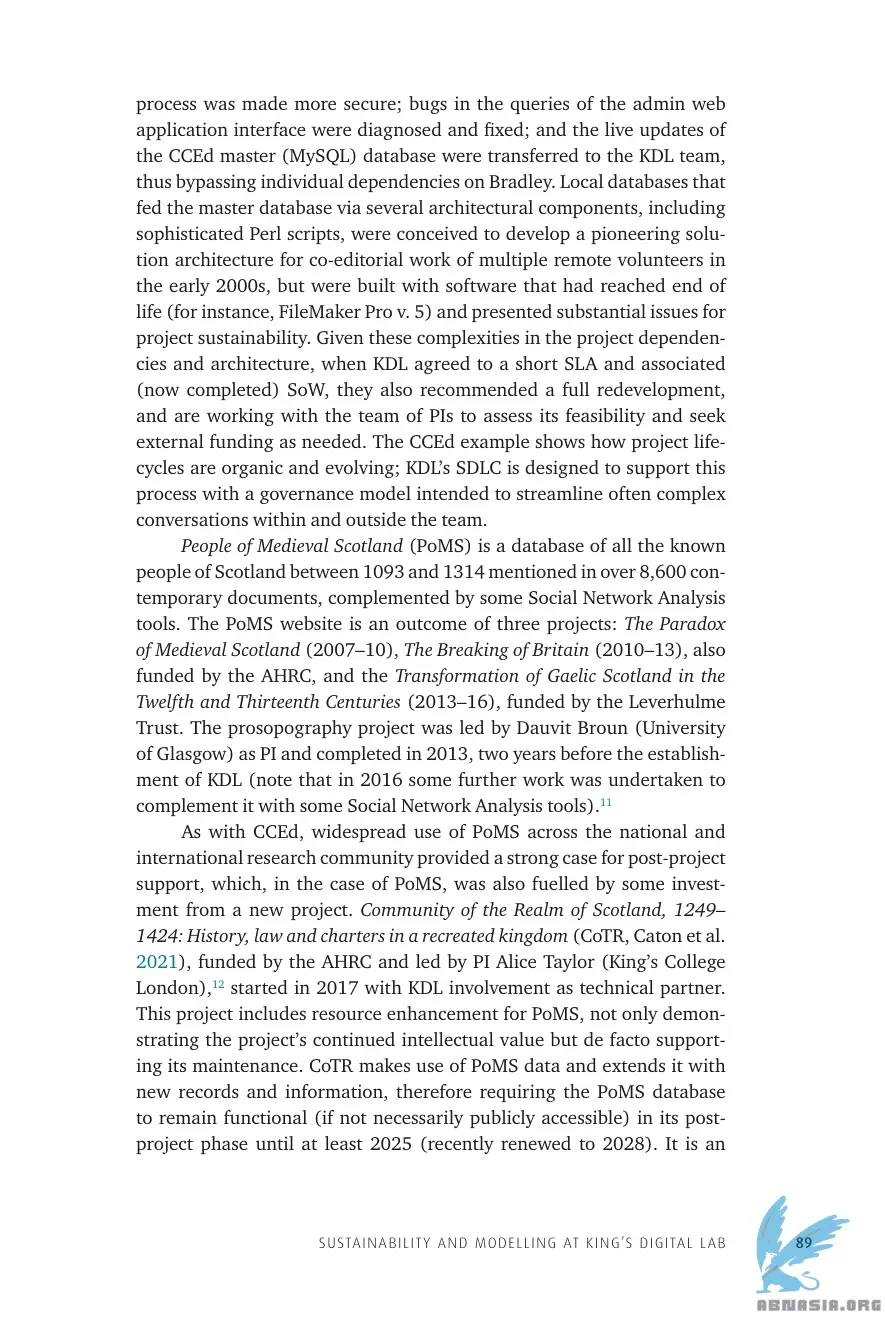 process was made more secure; bugs in the queries of the admin web
application interface were diagnosed and fixed; and the live updates of
the CCEd master (MySQL) database were transferred to the KDL team,
thus bypassing individual dependencies on Bradley. Local databases that
fed the master database via several architectural components, including
sophisticated Perl scripts, were conceived to develop a pioneering solu-
tion architecture for co-editorial work of multiple remote volunteers in
the early 2000s, but were built with software that had reached end of
life (for instance, FileMaker Pro v. 5) and presented substantial issues for
project sustainability. Given these complexities in the project dependen-
cies and architecture, when KDL agreed to a short SLA and associated
(now completed) SoW, they also recommended a full redevelopment,
and are working with the team of PIs to assess its feasibility and seek
external funding as needed. The CCEd example shows how project life-
cycles are organic and evolving; KDL’s SDLC is designed to support this
process with a governance model intended to streamline often complex
conversations within and outside the team.
People of Medieval Scotland (PoMS) is a database of all the known
people of Scotland between 1093 and 1314 mentioned in over 8,600 con-
temporary documents, complemented by some Social Network Analysis
tools. The PoMS website is an outcome of three projects: The Paradox
of Medieval Scotland (2007–10), The Breaking of Britain (2010–13), also
funded by the AHRC, and the Transformation of Gaelic Scotland in the
Twelfth and Thirteenth Centuries (2013–16), funded by the Leverhulme
Trust. The prosopography project was led by Dauvit Broun (University
of Glasgow) as PI and completed in 2013, two years before the establish-
ment of KDL (note that in 2016 some further work was undertaken to
complement it with some Social Network Analysis tools).11
As with CCEd, widespread use of PoMS across the national and
international research community provided a strong case for post-project
support, which, in the case of PoMS, was also fuelled by some invest-
ment from a new project. Community of the Realm of Scotland, 1249–
1424: History, law and charters in a recreated kingdom (CoTR, Caton et al.
2021), funded by the AHRC and led by PI Alice Taylor (King’s College
London),12 started in 2017 with KDL involvement as technical partner.
This project includes resource enhancement for PoMS, not only demon-
strating the project’s continued intellectual value but de facto support-
ing its maintenance. CoTR makes use of PoMS data and extends it with
new records and information, therefore requiring the PoMS database
to remain functional (if not necessarily publicly accessible) in its post-
project phase until at least 2025 (recently renewed to 2028). It is an
SUSTAINABILITY AND MODELLING AT KING’S DIGITAL LAB 89
ABNASIA.ORG